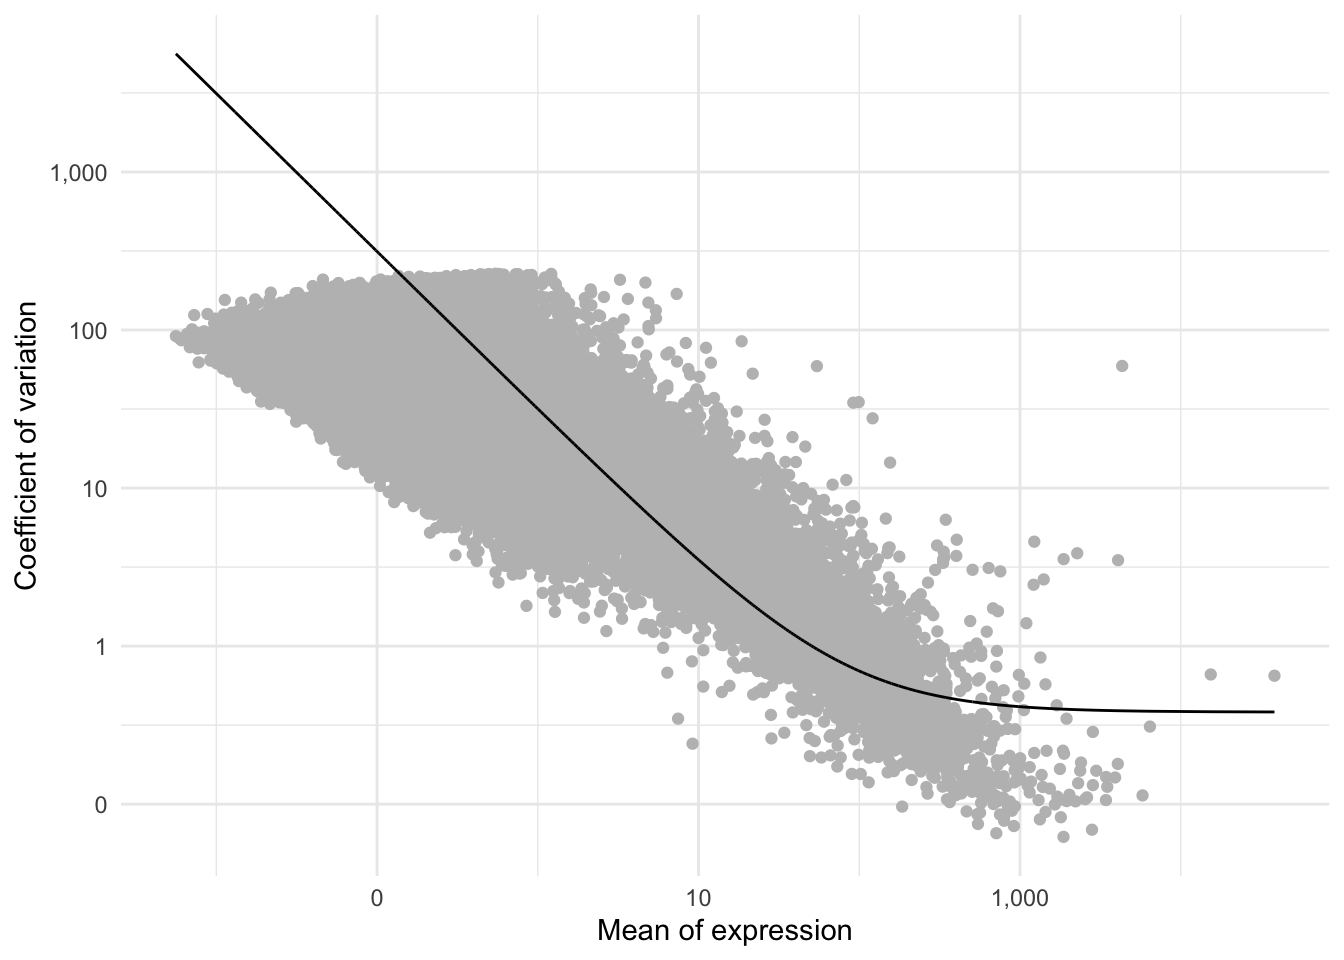 1,000
100
10
1
0
Coefficient of variation
0 10 1,000
Mean of expression